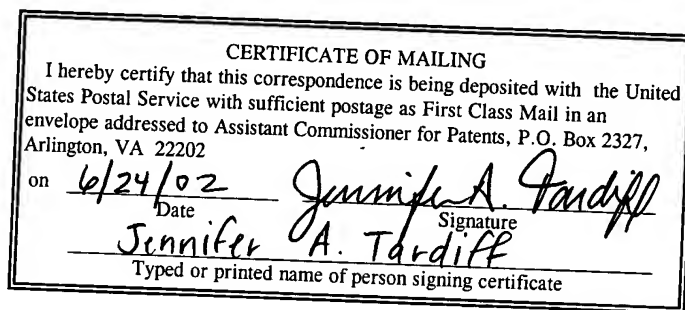 CERTIFICATE OF MAILING
I hereby certify that this correspondence is being deposited with the United
States Postal Service with sufficient postage as First Class Mail in an
envelope addressed to Assistant Commissioner for Patents, P.O. Box 2327,
Arlington, VA 22202
on 6/24/02 Jennifer A. Tardiff
Date Signature
Jennifer A. Tardiff
Typed or printed name of person signing certificate